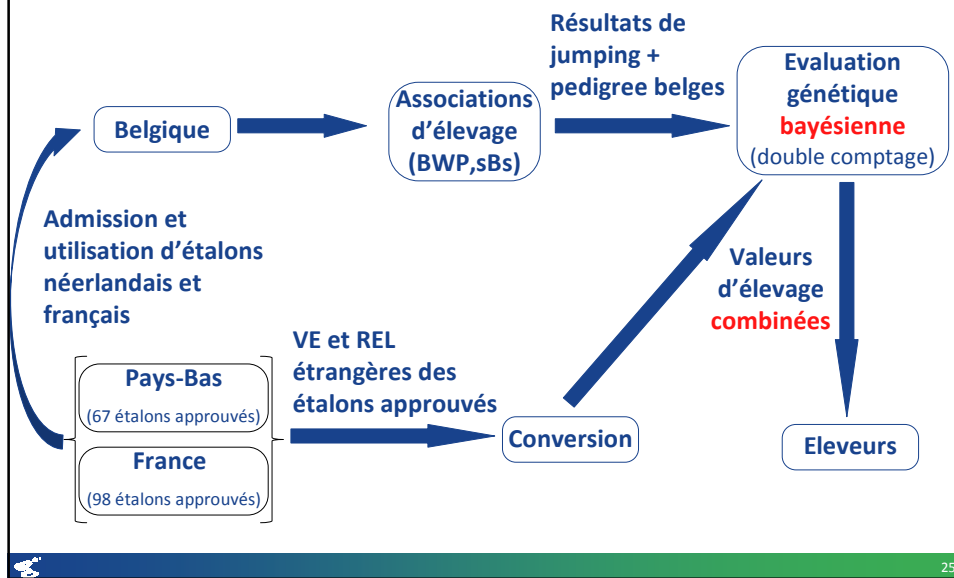 Résultats de
jumping +
pedigree belges
Evaluation
génétique
bayésienne
(double comptage)
Associations
d'élevage
(BWP,sBs)
Belgique
Admission et
utilisation d'étalons
néerlandais et
français
Valeurs
d'élevage
combinées
VE et REL
étrangères des
étalons approuvés
Pays-Bas
(67 étalons approuvés)
France
(98 étalons approuvés)
Conversion
Eleveurs
25